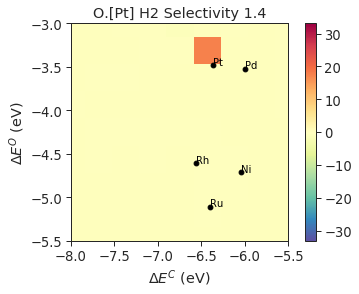 O.[Pt] H2 Selectivity 1.4
−3.0
−3.5
−4.0
−4.5
−5.0
−5.5
ΔE^O (eV)
Pt
Pd
Rh
Ni
Ru
−8.0 −7.5 −7.0 −6.5 −6.0 −5.5
ΔE^C (eV)
30
20
10
0
−10
−20
−30